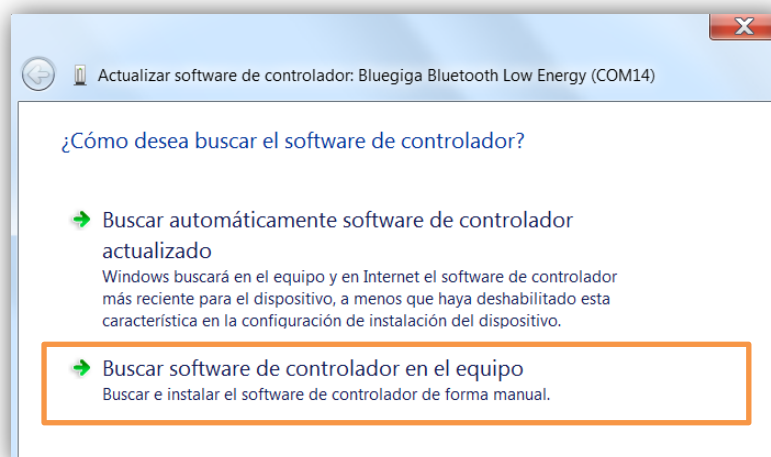 Actualizar software de controlador: Bluegiga Bluetooth Low Energy (COM14)
¿Cómo desea buscar el software de controlador?
Buscar automáticamente software de controlador
actualizado
Windows buscará en el equipo y en Internet el software de controlador
más reciente para el dispositivo, a menos que haya deshabilitado esta
característica en la configuración de instalación del dispositivo.
Buscar software de controlador en el equipo
Buscar e instalar el software de controlador de forma manual.